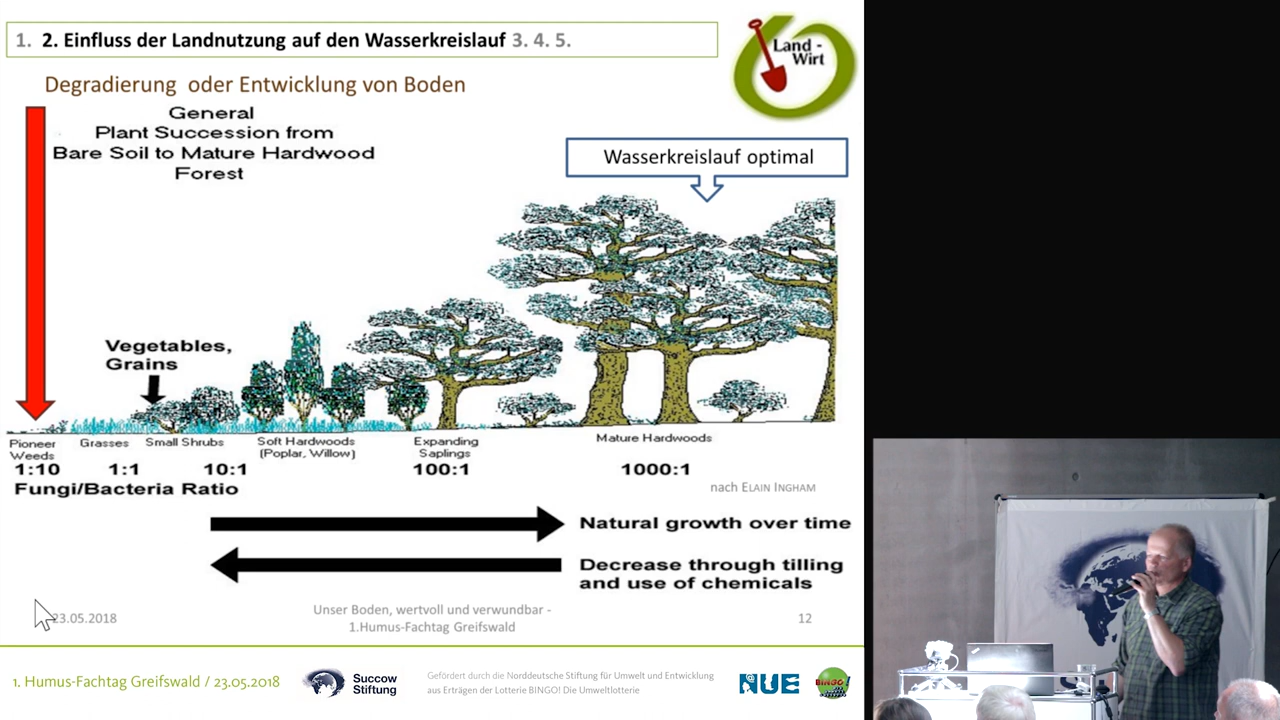 1. 2. Einfluss der Landnutzung auf den Wasserkreislauf 3. 4. 5.
Land -
Wirt
Degradierung oder Entwicklung von Boden
General
Plant Succession from
Bare Soil to Mature Hardwood
Forest
Wasserkreislauf optimal
Vegetables,
Grains
Pioneer
Weeds
Grasses
Small Shrubs
Soft Hardwoods
(Poplar, Willow)
Expanding
Saplings
Mature Hardwoods
1:10 1:1 10:1 100:1 1000:1
Fungi/Bacteria Ratio
nach ELAIN INGHAM
Natural growth over time
Decrease through tilling
and use of chemicals
23.05.2018
Unser Boden, wertvoll und verwundbar -
1.Humus-Fachtag Greifswald
12
1. Humus-Fachtag Greifswald / 23.05.2018
Succow
Stiftung
Gefördert durch die Norddeutsche Stiftung für Umwelt und Entwicklung
aus Erträgen der Lotterie BINGO! Die Umweltlotterie
NUE
BINGO!